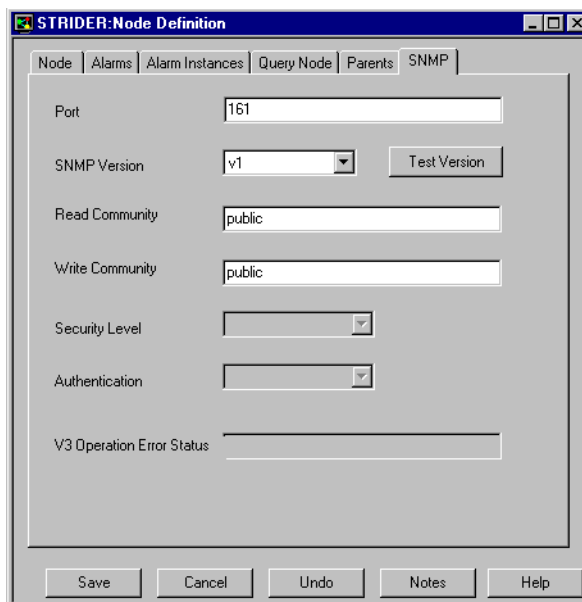 STRIDER:Node Definition
Node Alarms Alarm Instances Query Node Parents SNMP
Port 161
SNMP Version v1 Test Version
Read Community public
Write Community public
Security Level
Authentication
V3 Operation Error Status
Save Cancel Undo Notes Help